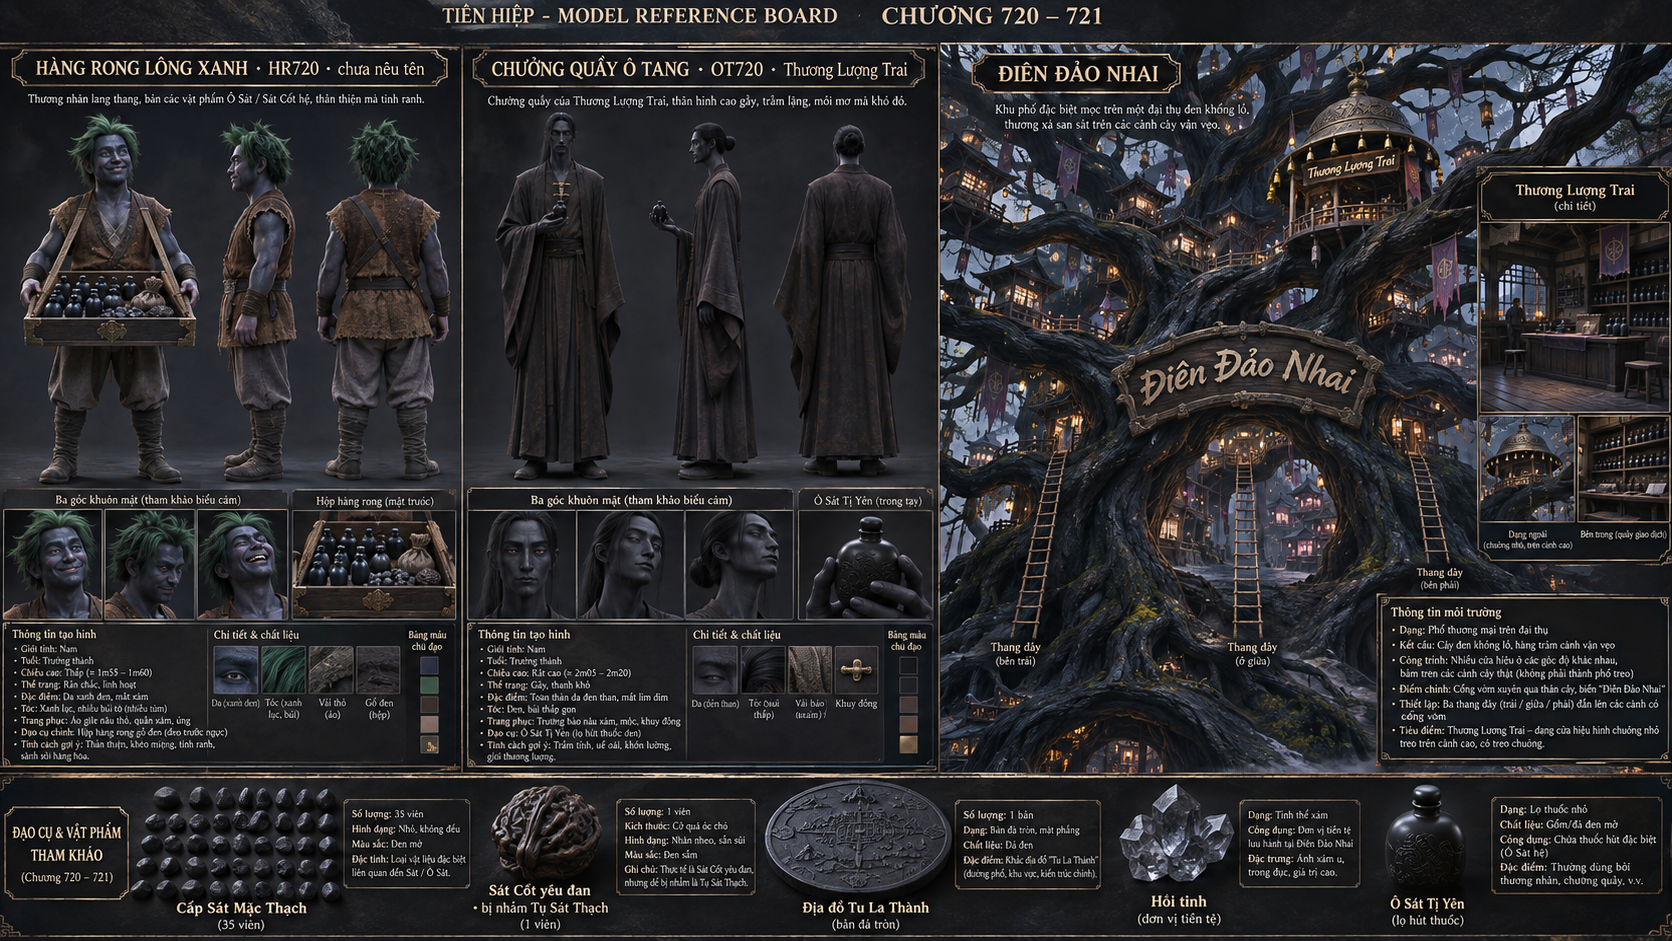 TIÊN HIỆP - MODEL REFERENCE BOARD · CHƯƠNG 720 – 721
HÀNG RONG LÔNG XANH • HR720 • chưa nêu tên
Thương nhân lang thang, bán các vật phẩm Ô Sát / Sát Cốt hệ, thân thiện mà tinh ranh.
Ba góc khuôn mặt (tham khảo biểu cảm)
Hộp hàng rong (mặt trước)
Thông tin tạo hình
• Giới tính: Nam
• Tuổi: Trưởng thành
• Chiều cao: Thấp (≈ 1m55 – 1m60)
• Thể trạng: Rắn chắc, linh hoạt
• Đặc điểm: Da xanh đen, mắt xám
• Tóc: Xanh lục, nhiều búi tó (nhiều túm)
• Trang phục: Áo gile nâu thô, quần xám, ủng
• Đạo cụ chính: Hộp hàng rong gỗ đen (đeo trước ngực)
• Tính cách gợi ý: Thân thiện, khéo miệng, tinh ranh,
sành sỏi hàng hóa.
Chi tiết & chất liệu
Da (xanh đen)
Tóc (xanh lục, búi)
Vải thô (áo)
Gỗ đen (hộp)
Bảng màu chủ đạo
CHƯỞNG QUẦY Ô TANG • OT720 • Thương Lượng Trai
Chưởng quầy của Thương Lượng Trai, thân hình cao gầy, trầm lặng, môi mơ mà khó dò.
Ba góc khuôn mặt (tham khảo biểu cảm)
Ô Sát Tị Yên (trong tay)
Thông tin tạo hình
• Giới tính: Nam
• Tuổi: Trưởng thành
• Chiều cao: Rất cao (≈ 2m05 – 2m20)
• Thể trạng: Gầy, thanh khô
• Đặc điểm: Toàn thân da đen than, mắt lim dim
• Tóc: Đen, búi thấp gọn
• Trang phục: Trường bào nâu xám, mộc, khuy đồng
• Đạo cụ: Ô Sát Tị Yên (lọ hút thuốc đen)
• Tính cách gợi ý: Trầm tính, uể oải, khôn lường,
giỏi thương lượng.
Chi tiết & chất liệu
Da (đen than)
Tóc (búi thấp)
Vải bào
Khuy đồng
Bảng màu chủ đạo
ĐIÊN ĐẢO NHAI
Khu phố đặc biệt mọc trên một đại thụ đen khổng lồ,
thương xá san sát trên các cành cây vặn vẹo.
Thương Lượng Trai
Điên Đảo Nhai
Thang dây
(bên trái)
Thang dây
(ở giữa)
Thang dây
(bên phải)
Thương Lượng Trai
(chi tiết)
Dạng ngoài
(chuông nhỏ, trên cành cao)
Bên trong (quầy giao dịch)
Thông tin môi trường
• Dạng: Phố thương mại trên đại thụ
• Kết cấu: Cây đen khổng lồ, hàng trăm cành vặn vẹo
• Công trình: Nhiều cửa hiệu ở các góc độ khác nhau,
bám trên các cành cây thật (không phải thành phố treo)
• Điểm chính: Cổng vòm xuyên qua thân cây, biển "Điên Đảo Nhai"
• Thiết lập: Ba thang dây (trái / giữa / phải) dẫn lên các cành có
cổng vòm
• Tiêu điểm: Thương Lượng Trai – dạng cửa hiệu hình chuông nhỏ
treo trên cành cao, có treo chuông.
ĐẠO CỤ & VẬT PHẨM
THAM KHẢO
(Chương 720 – 721)
Cấp Sát Mặc Thạch
(35 viên)
Số lượng: 35 viên
Hình dạng: Nhỏ, không đều
Màu sắc: Đen mờ
Đặc tính: Loại vật liệu đặc biệt
liên quan đến Sát / Ô Sát.
Sát Cốt yêu đan
• bị nhầm Tụ Sát Thạch
(1 viên)
Số lượng: 1 viên
Kích thước: Cỡ quả óc chó
Hình dạng: Nhăn nheo, sần sùi
Màu sắc: Đen sẫm
Ghi chú: Thực tế là Sát Cốt yêu đan,
nhưng dễ bị nhầm là Tụ Sát Thạch.
Địa đồ Tu La Thành
(bản đá tròn)
Số lượng: 1 bản
Dạng: Bản đá tròn, mặt phẳng
Chất liệu: Đá đen
Đặc điểm: Khắc địa đồ "Tu La Thành"
(đường phố, khu vực, kiến trúc chính).
Hồi tinh
(đơn vị tiền tệ)
Dạng: Tinh thể xám
Công dụng: Đơn vị tiền tệ
lưu hành tại Điên Đảo Nhai
Đặc trưng: Ánh xám u,
trong đục, giá trị cao.
Ô Sát Tị Yên
(lọ hút thuốc)
Dạng: Lọ thuốc nhỏ
Chất liệu: Gốm/đá đen mờ
Công dụng: Chứa thuốc hút đặc biệt
(Ô Sát hệ)
Đặc điểm: Thường dùng bởi
thương nhân, chưởng quầy, v.v.